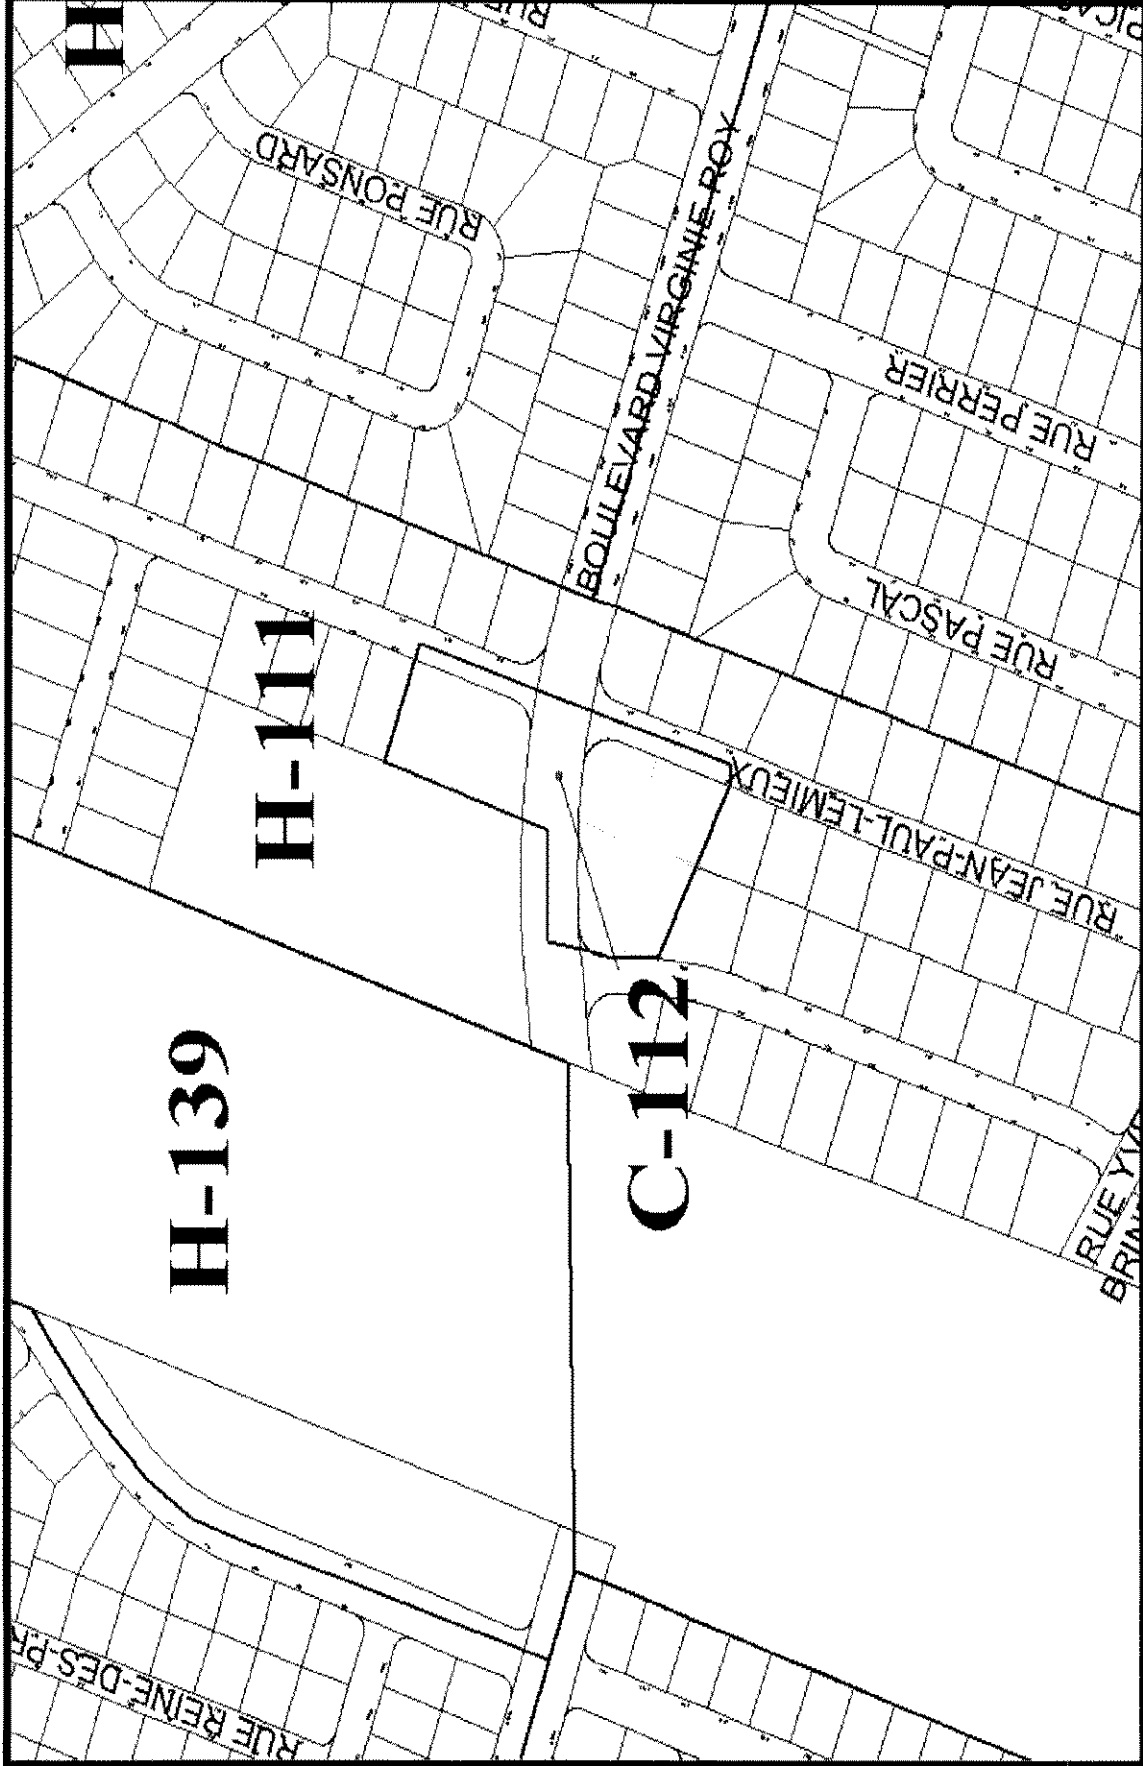 H
RUE
RUE PONSARD
BOULEVARD VIRGINIE-ROY
RUE PERRIER
RUE PASCAL
H-111
RUE JEAN-PAUL-LEMIEUX
H-139
C-112
RUE REINE-DES-PR
RUE YV
BRIN